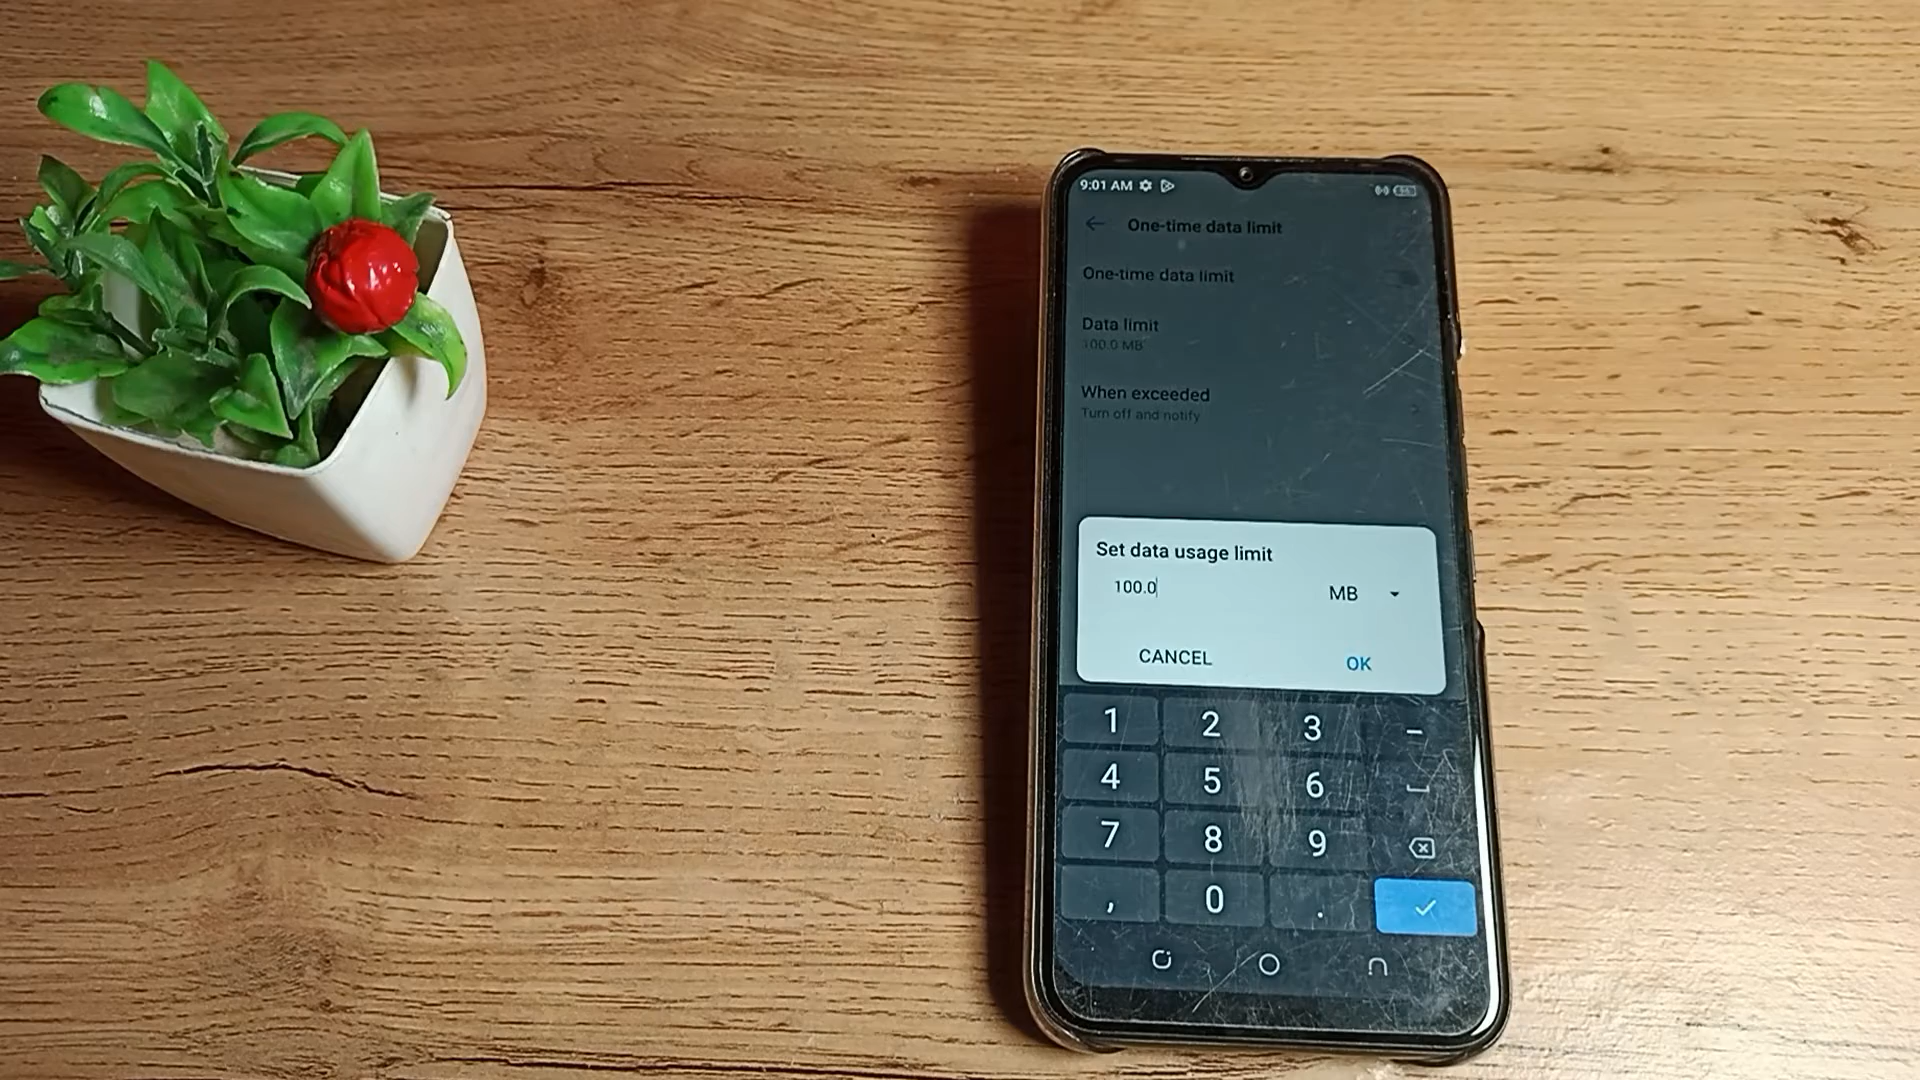 9:01 AM
One-time data limit
One-time data limit
Data limit
100.0 MB
When exceeded
Turn off and notify
Set data usage limit
100.0 MB
CANCEL OK
1 2 3 -
4 5 6
7 8 9
, 0 .